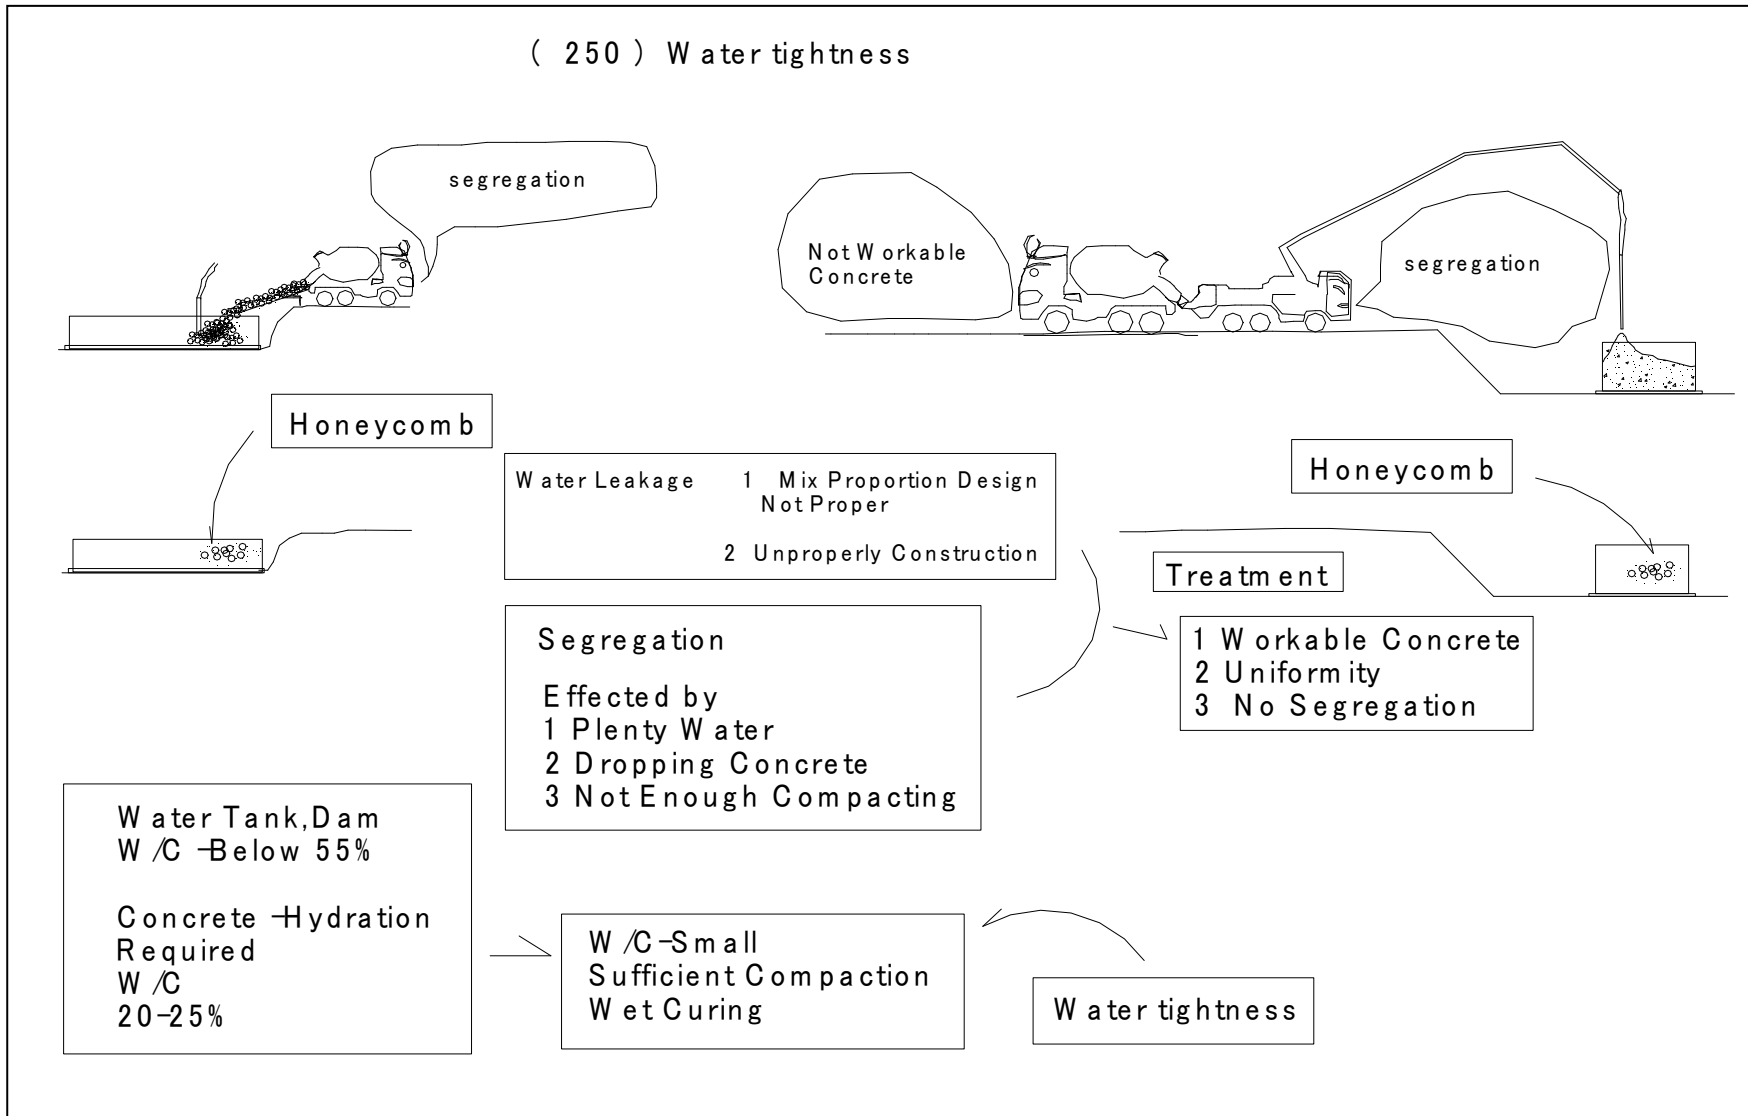 ( 250 ) Water tightness
segregation
Not Workable
Concrete
segregation
Honeycomb
Water Leakage 1 Mix Proportion Design
Not Proper
2 Unproperly Construction
Honeycomb
Treatment
1 Workable Concrete
2 Uniformity
3 No Segregation
Segregation
Effected by
1 Plenty Water
2 Dropping Concrete
3 Not Enough Compacting
Water Tank,Dam
W/C-Below 55%
Concrete-Hydration
Required
W/C
20-25%
W/C-Small
Sufficient Compaction
Wet Curing
Water tightness